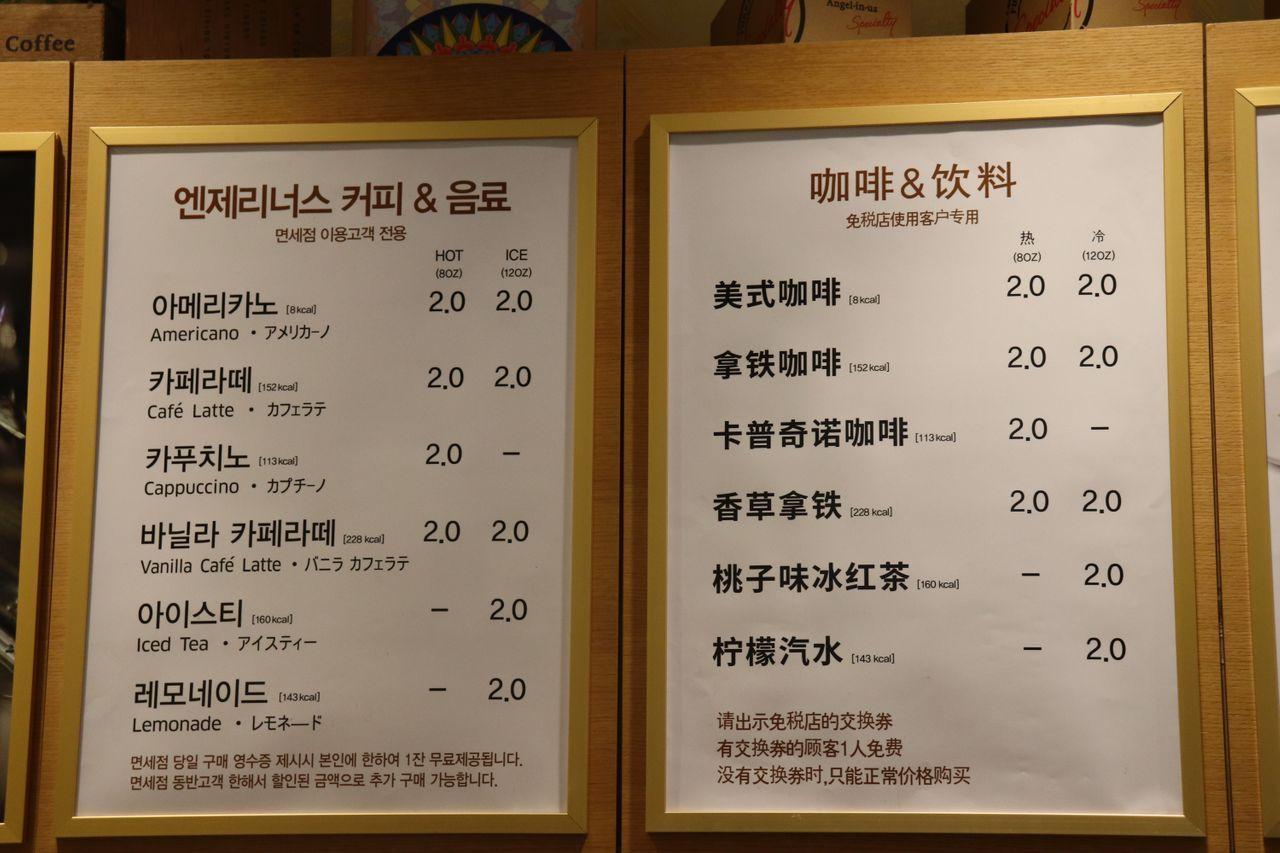 Coffee
Angel-in-us
Specialty
Specialty
엔제리너스 커피 & 음료
면세점 이용고객 전용
HOT ICE
(8OZ) (12OZ)
아메리카노 [8kcal] 2.0 2.0
Americano • アメリカーノ
카페라떼 [152kcal] 2.0 2.0
Café Latte • カフェラテ
카푸치노 [113kcal] 2.0 –
Cappuccino • カプチーノ
바닐라 카페라떼 [228 kcal] 2.0 2.0
Vanilla Café Latte • バニラ カフェラテ
아이스티 [160kcal] – 2.0
Iced Tea • アイスティー
레모네이드 [143kcal] – 2.0
Lemonade • レモネード
면세점 당일 구매 영수증 제시시 본인에 한하여 1잔 무료제공됩니다.
면세점 동반고객 한해서 할인된 금액으로 추가 구매 가능합니다.
咖啡&饮料
免税店使用客户专用
热 冷
(8OZ) (12OZ)
美式咖啡 [8kcal] 2.0 2.0
拿铁咖啡 [152kcal] 2.0 2.0
卡普奇诺咖啡 [113kcal] 2.0 –
香草拿铁 [228 kcal] 2.0 2.0
桃子味冰红茶 [160 kcal] – 2.0
柠檬汽水 [143 kcal] – 2.0
请出示免税店的交换券
有交换券的顾客1人免费
没有交换券时,只能正常价格购买